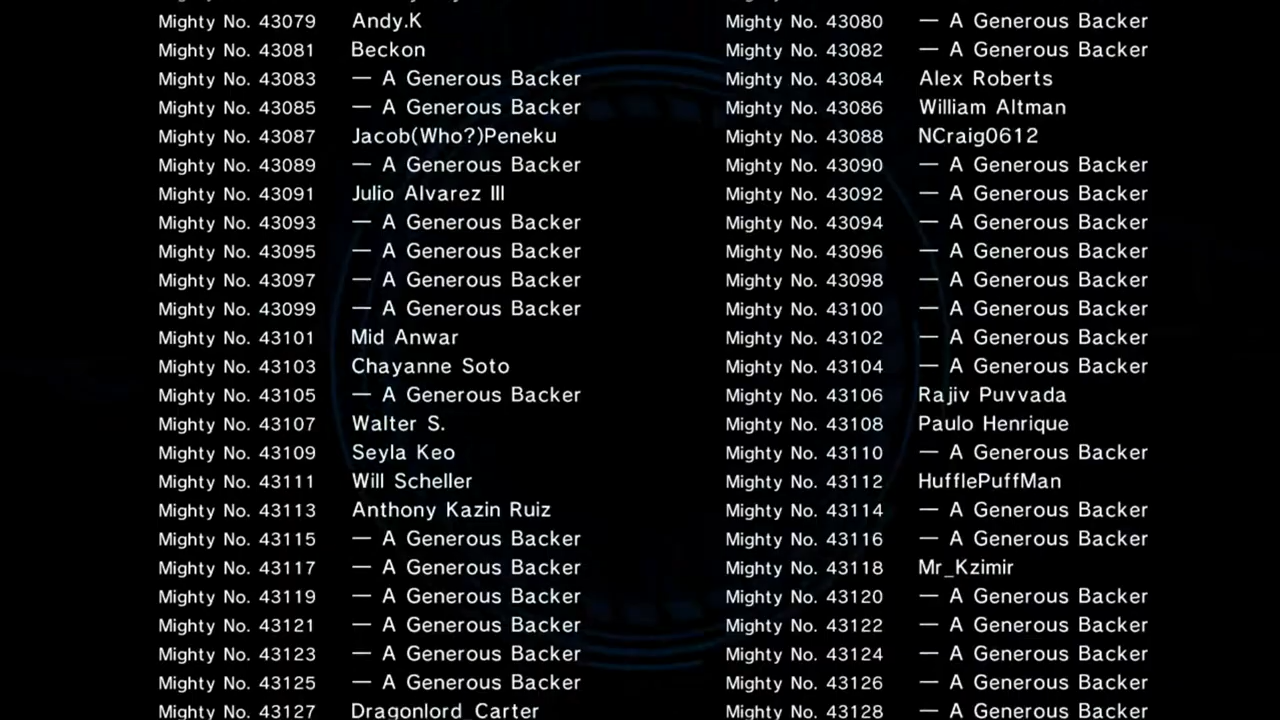 Mighty No. 43079 Andy.K Mighty No. 43080 — A Generous Backer
Mighty No. 43081 Beckon Mighty No. 43082 — A Generous Backer
Mighty No. 43083 — A Generous Backer Mighty No. 43084 Alex Roberts
Mighty No. 43085 — A Generous Backer Mighty No. 43086 William Altman
Mighty No. 43087 Jacob(Who?)Peneku Mighty No. 43088 NCraig0612
Mighty No. 43089 — A Generous Backer Mighty No. 43090 — A Generous Backer
Mighty No. 43091 Julio Alvarez III Mighty No. 43092 — A Generous Backer
Mighty No. 43093 — A Generous Backer Mighty No. 43094 — A Generous Backer
Mighty No. 43095 — A Generous Backer Mighty No. 43096 — A Generous Backer
Mighty No. 43097 — A Generous Backer Mighty No. 43098 — A Generous Backer
Mighty No. 43099 — A Generous Backer Mighty No. 43100 — A Generous Backer
Mighty No. 43101 Mid Anwar Mighty No. 43102 — A Generous Backer
Mighty No. 43103 Chayanne Soto Mighty No. 43104 — A Generous Backer
Mighty No. 43105 — A Generous Backer Mighty No. 43106 Rajiv Puvvada
Mighty No. 43107 Walter S. Mighty No. 43108 Paulo Henrique
Mighty No. 43109 Seyla Keo Mighty No. 43110 — A Generous Backer
Mighty No. 43111 Will Scheller Mighty No. 43112 HufflePuffMan
Mighty No. 43113 Anthony Kazin Ruiz Mighty No. 43114 — A Generous Backer
Mighty No. 43115 — A Generous Backer Mighty No. 43116 — A Generous Backer
Mighty No. 43117 — A Generous Backer Mighty No. 43118 Mr_Kzimir
Mighty No. 43119 — A Generous Backer Mighty No. 43120 — A Generous Backer
Mighty No. 43121 — A Generous Backer Mighty No. 43122 — A Generous Backer
Mighty No. 43123 — A Generous Backer Mighty No. 43124 — A Generous Backer
Mighty No. 43125 — A Generous Backer Mighty No. 43126 — A Generous Backer
Mighty No. 43127 Dragonlord Carter Mighty No. 43128 — A Generous Backer